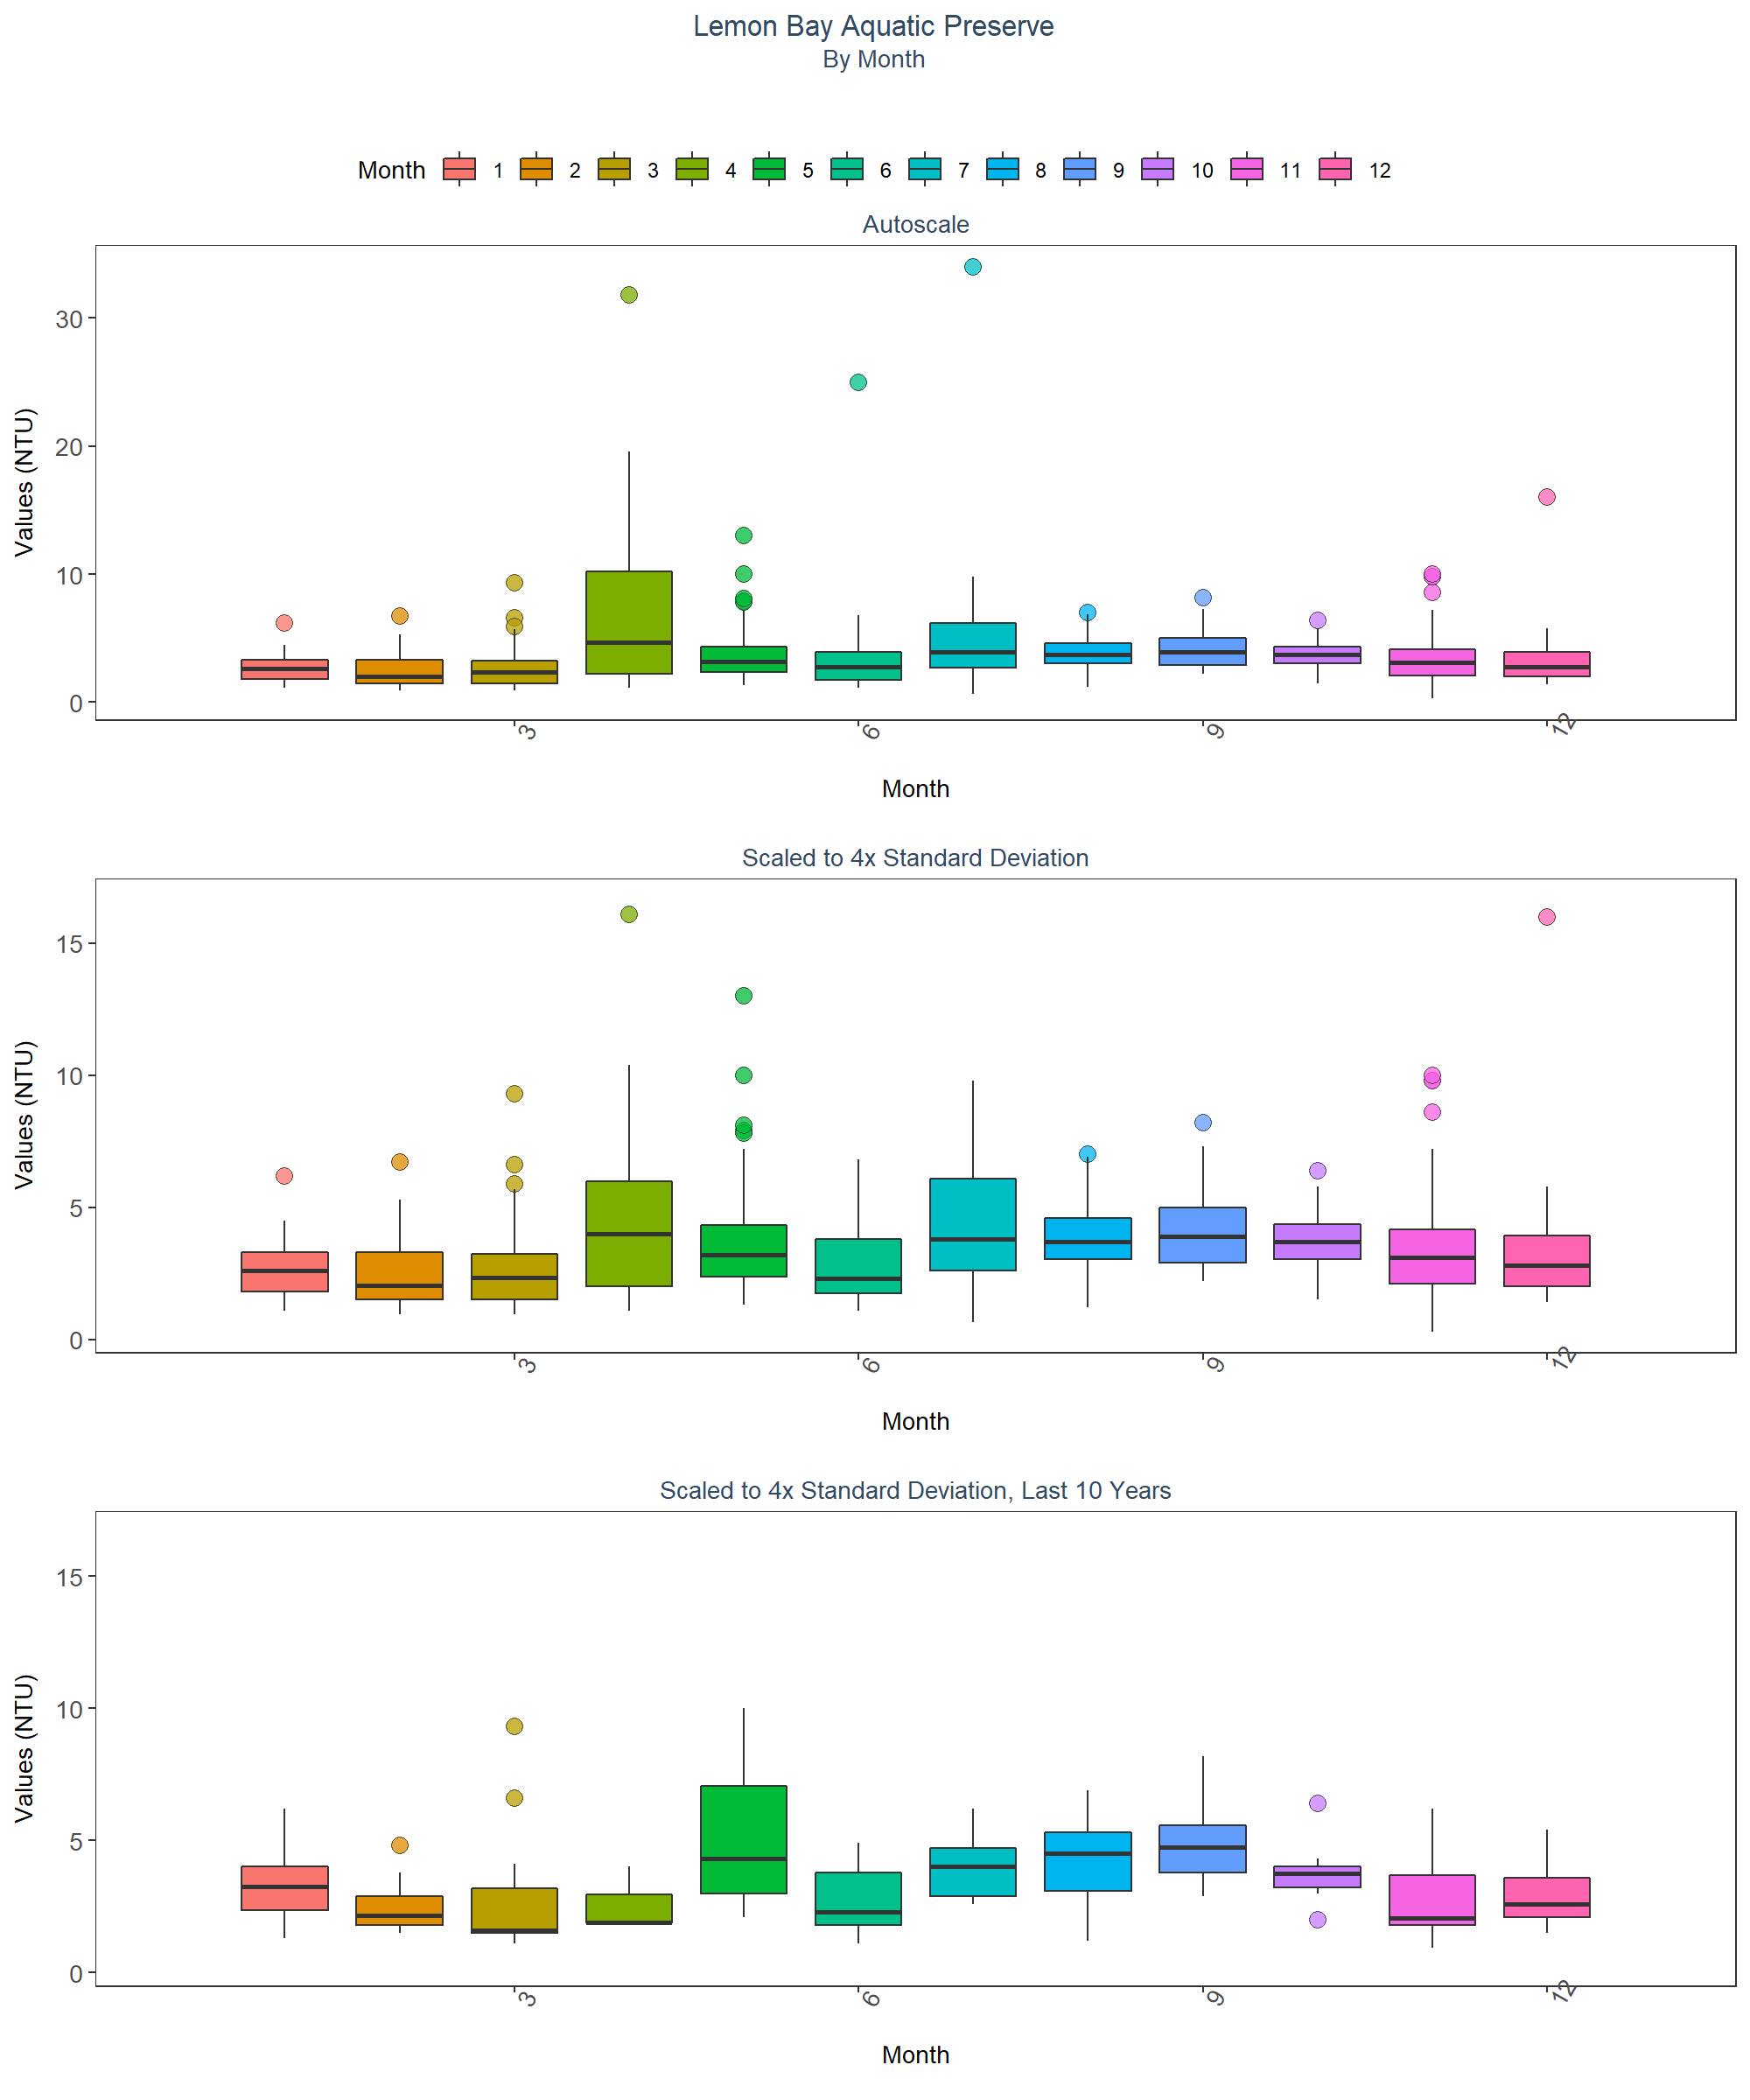 Lemon Bay Aquatic Preserve
By Month
Month 1 2 3 4 5 6 7 8 9 10 11 12
Autoscale
Values (NTU)
30
20
10
0
3 6 9 12
Month
Scaled to 4x Standard Deviation
Values (NTU)
15
10
5
0
3 6 9 12
Month
Scaled to 4x Standard Deviation, Last 10 Years
Values (NTU)
15
10
5
0
3 6 9 12
Month